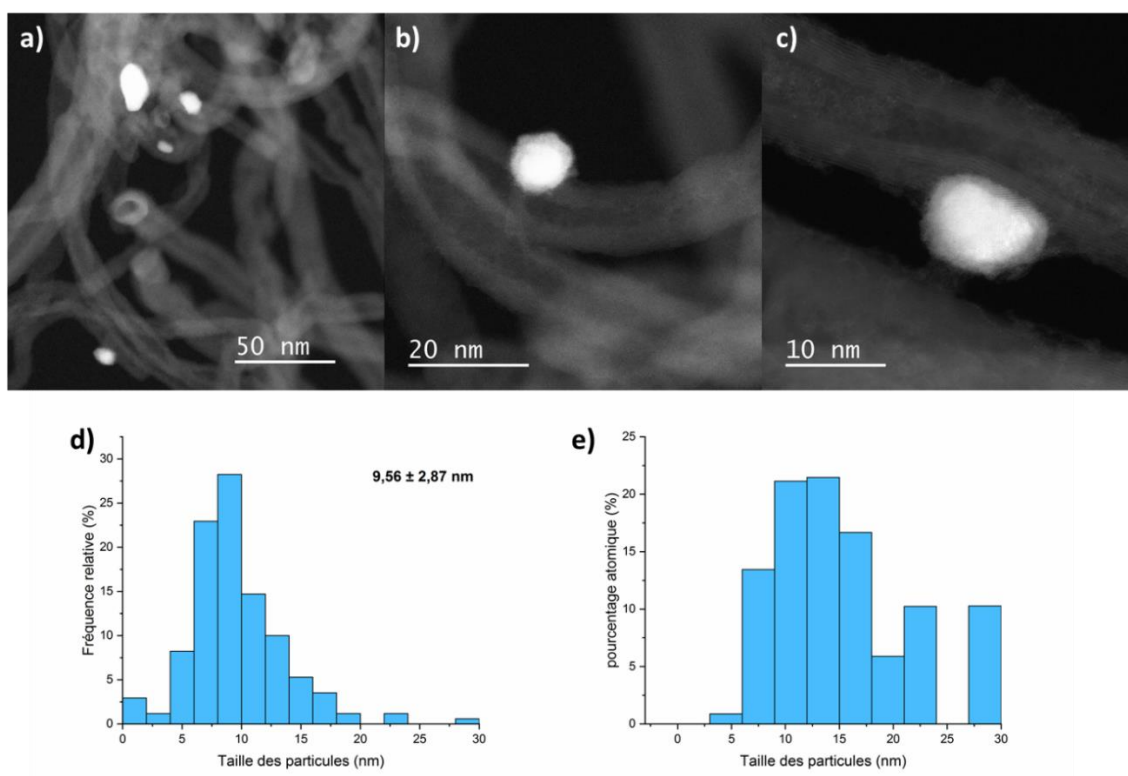 a)
b)
c)
50 nm
20 nm
10 nm
d)
9,56 ± 2,87 nm
Fréquence relative (%)
30
25
20
15
10
5
0
0 5 10 15 20 25 30
Taille des particules (nm)
e)
pourcentage atomique (%)
25
20
15
10
5
0
0 5 10 15 20 25 30
Taille des particules (nm)